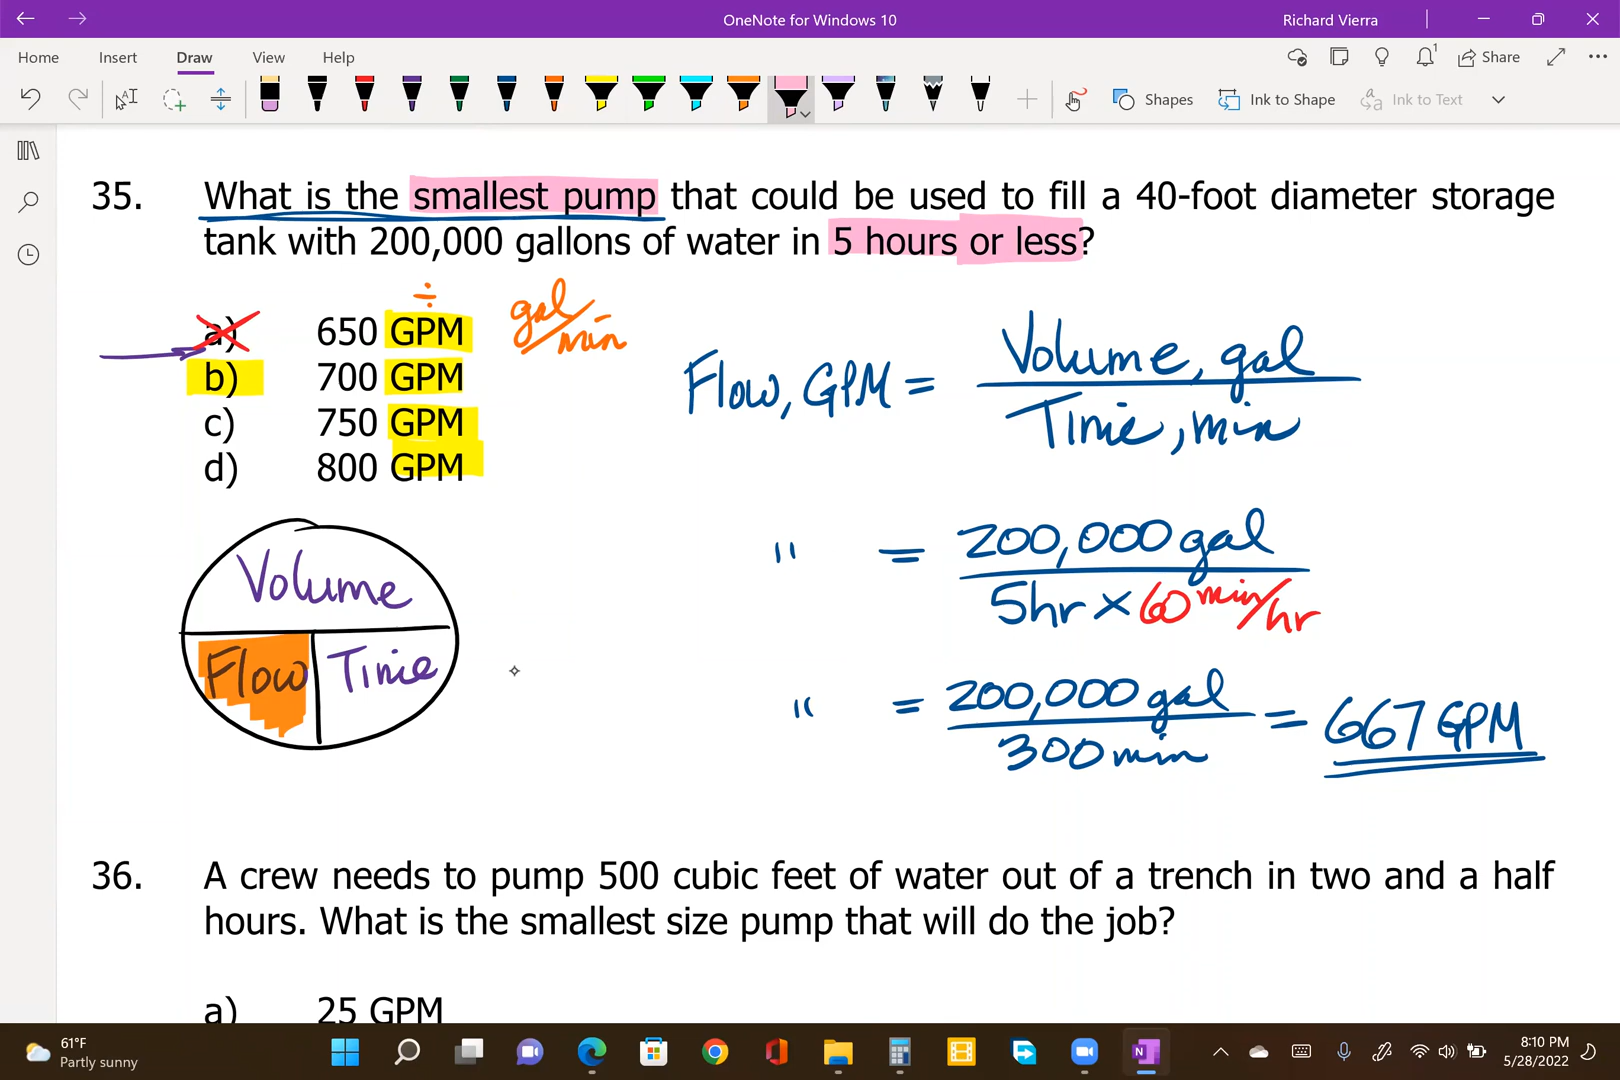 OneNote for Windows 10
Richard Vierra
Home Insert Draw View Help
1
Share
Shapes Ink to Shape Ink to Text
35. What is the smallest pump that could be used to fill a 40-foot diameter storage
tank with 200,000 gallons of water in 5 hours or less?
÷
a) 650 GPM gal/min
b) 700 GPM
c) 750 GPM
d) 800 GPM
Flow, GPM = Volume, gal
Time, min
" = 200,000 gal
5hr × 60 min/hr
" = 200,000 gal = 667 GPM
300 min
Volume
Flow Time
36. A crew needs to pump 500 cubic feet of water out of a trench in two and a half
hours. What is the smallest size pump that will do the job?
a) 25 GPM
61°F
Partly sunny
8:10 PM
5/28/2022